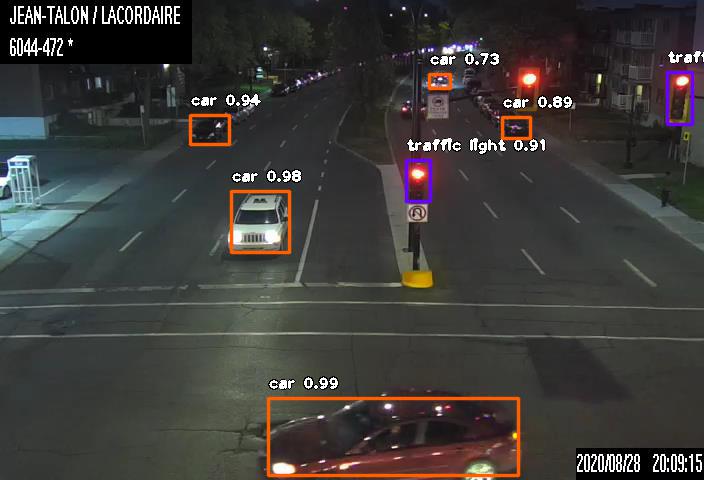 JEAN-TALON / LACORDAIRE
6044-472 *
car 0.73
traff
car 0.94
car 0.89
traffic light 0.91
car 0.98
car 0.99
2020/08/28 20:09:15